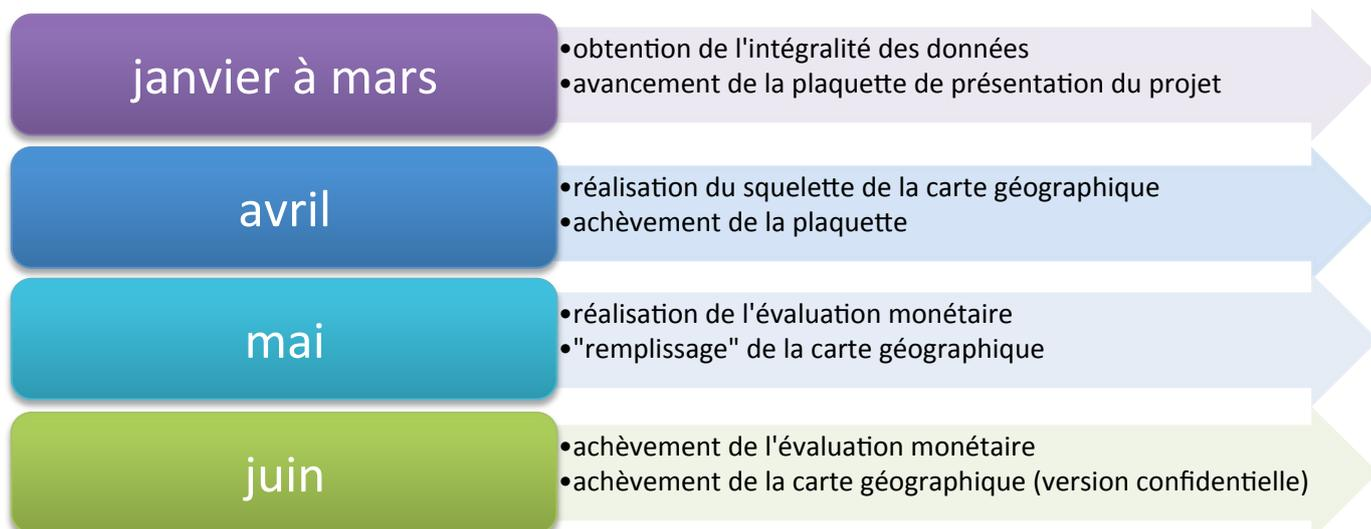 janvier à mars
•obtention de l'intégralité des données
•avancement de la plaquette de présentation du projet
avril
•réalisation du squelette de la carte géographique
•achèvement de la plaquette
mai
•réalisation de l'évaluation monétaire
•"remplissage" de la carte géographique
juin
•achèvement de l'évaluation monétaire
•achèvement de la carte géographique (version confidentielle)